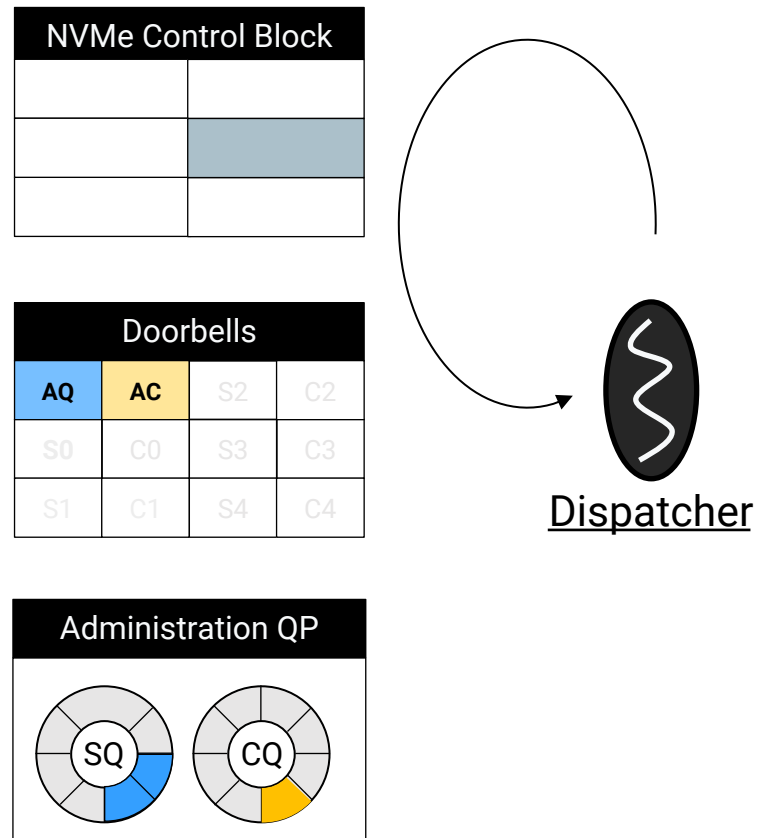 NVMe Control Block
Doorbells
AQ AC S2 C2
S0 C0 S3 C3
S1 C1 S4 C4
Dispatcher
Administration QP
SQ CQ